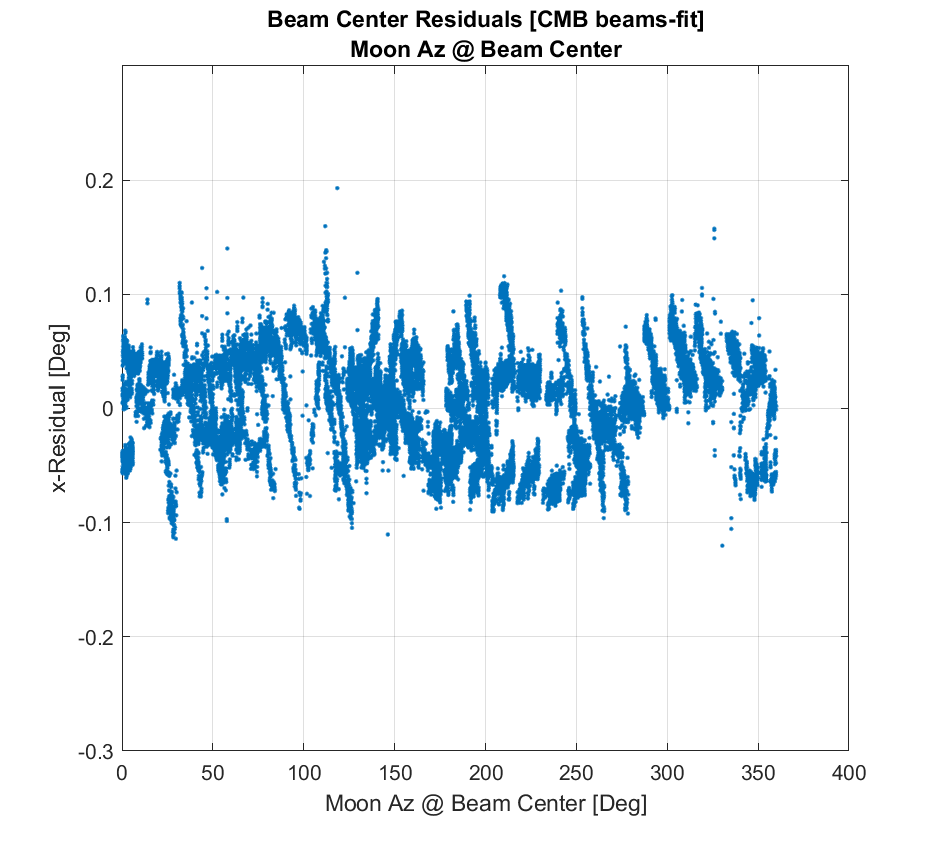 Beam Center Residuals [CMB beams-fit]
Moon Az @ Beam Center
0.2
0.1
0
-0.1
-0.2
-0.3
x-Residual [Deg]
0 50 100 150 200 250 300 350 400
Moon Az @ Beam Center [Deg]